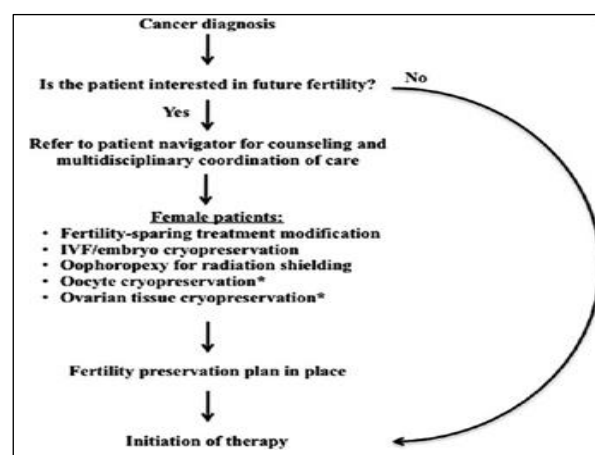 Cancer diagnosis
Is the patient interested in future fertility?
No
Yes
Refer to patient navigator for counseling and
multidisciplinary coordination of care
Female patients:
• Fertility-sparing treatment modification
• IVF/embryo cryopreservation
• Oophoropexy for radiation shielding
• Oocyte cryopreservation*
• Ovarian tissue cryopreservation*
Fertility preservation plan in place
Initiation of therapy